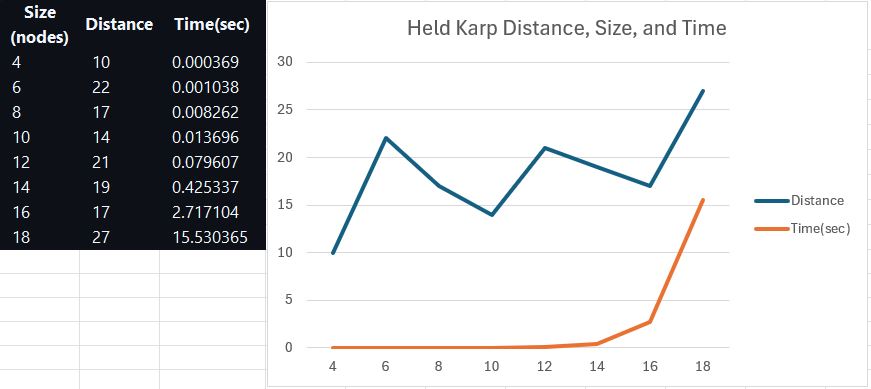 Size (nodes) Distance Time(sec)
4 10 0.000369
6 22 0.001038
8 17 0.008262
10 14 0.013696
12 21 0.079607
14 19 0.425337
16 17 2.717104
18 27 15.530365
Held Karp Distance, Size, and Time
30
25
20
15
10
5
0
4 6 8 10 12 14 16 18
Distance
Time(sec)